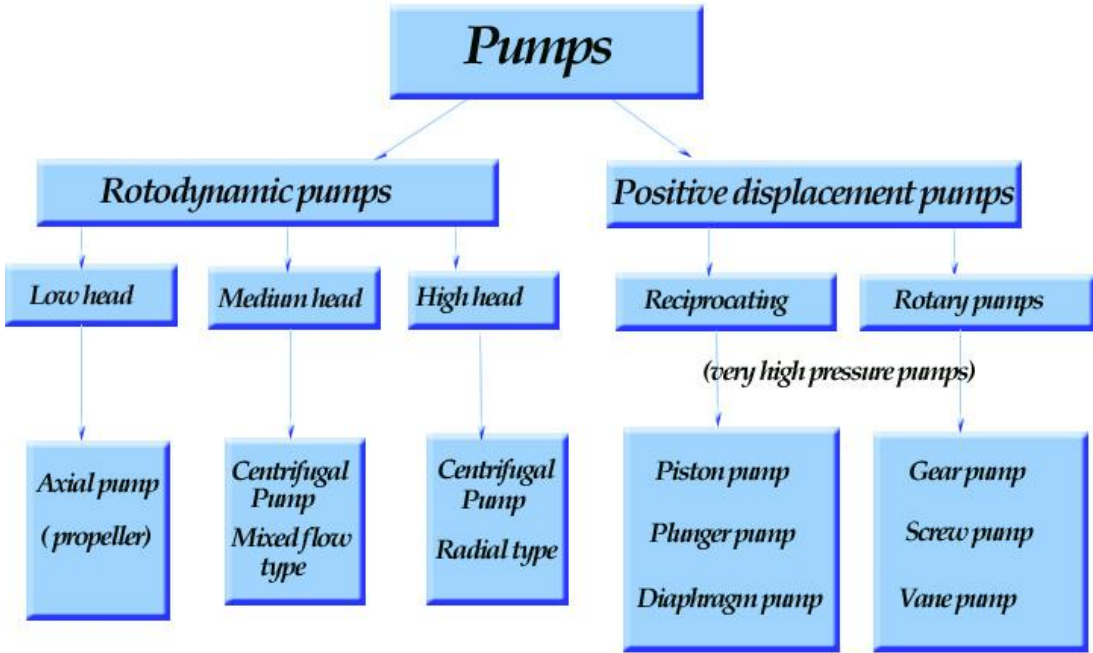 Pumps
Rotodynamic pumps
Positive displacement pumps
Low head
Medium head
High head
Reciprocating
Rotary pumps
(very high pressure pumps)
Axial pump
( propeller)
Centrifugal
Pump
Mixed flow
type
Centrifugal
Pump
Radial type
Piston pump
Plunger pump
Diaphragm pump
Gear pump
Screw pump
Vane pump